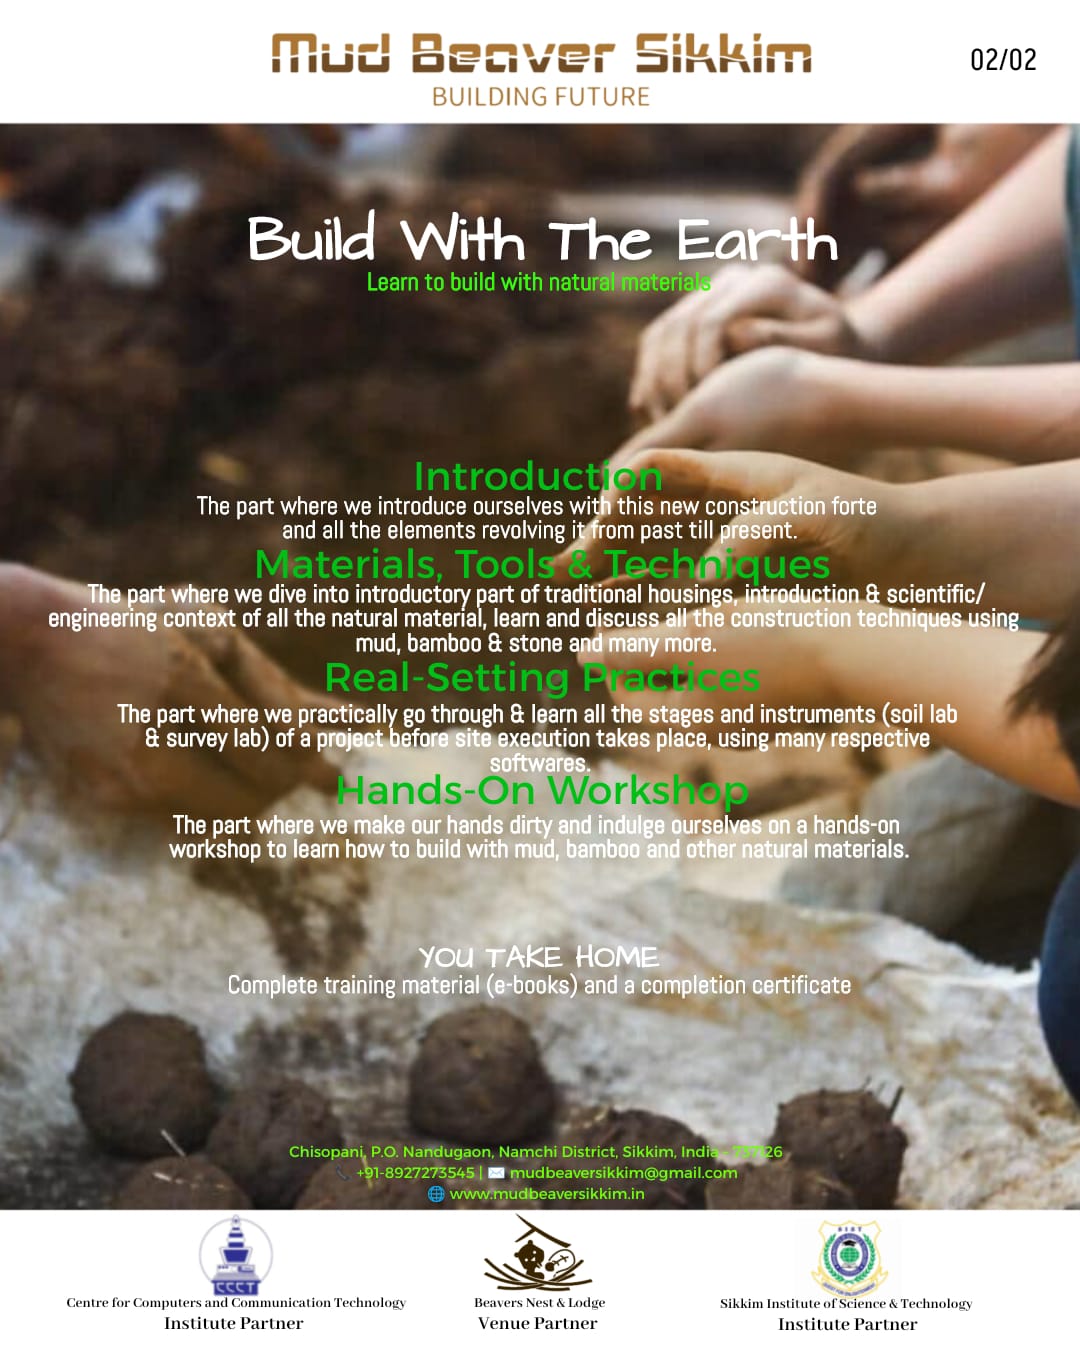 Mud Beaver Sikkim
BUILDING FUTURE
02/02
Build With The Earth
Learn to build with natural materials
Introduction
The part where we introduce ourselves with this new construction forte
and all the elements revolving it from past till present.
Materials, Tools & Techniques
The part where we dive into introductory part of traditional housings, introduction & scientific/
engineering context of all the natural material, learn and discuss all the construction techniques using
mud, bamboo & stone and many more.
Real-Setting Practices
The part where we practically go through & learn all the stages and instruments (soil lab
& survey lab) of a project before site execution takes place, using many respective
softwares.
Hands-On Workshop
The part where we make our hands dirty and indulge ourselves on a hands-on
workshop to learn how to build with mud, bamboo and other natural materials.
YOU TAKE HOME
Complete training material (e-books) and a completion certificate
Chisopani, P.O. Nandugaon, Namchi District, Sikkim, India - 737126
📞 +91-8927273545 | ✉️ mudbeaversikkim@gmail.com
🌐 www.mudbeaversikkim.in
CCCT
Centre for Computers and Communication Technology
Institute Partner
Beavers Nest & Lodge
Venue Partner
SIST
Sikkim Institute of Science & Technology
Institute Partner